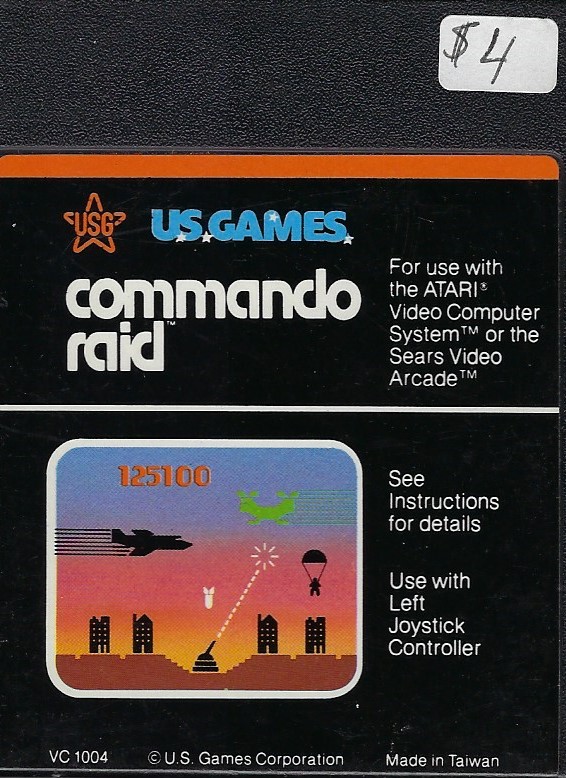 $4
USG
U.S. GAMES
commando
raid™
For use with
the ATARI®
Video Computer
System™ or the
Sears Video
Arcade™
125100
See
Instructions
for details
Use with
Left
Joystick
Controller
VC 1004 © U.S. Games Corporation Made in Taiwan